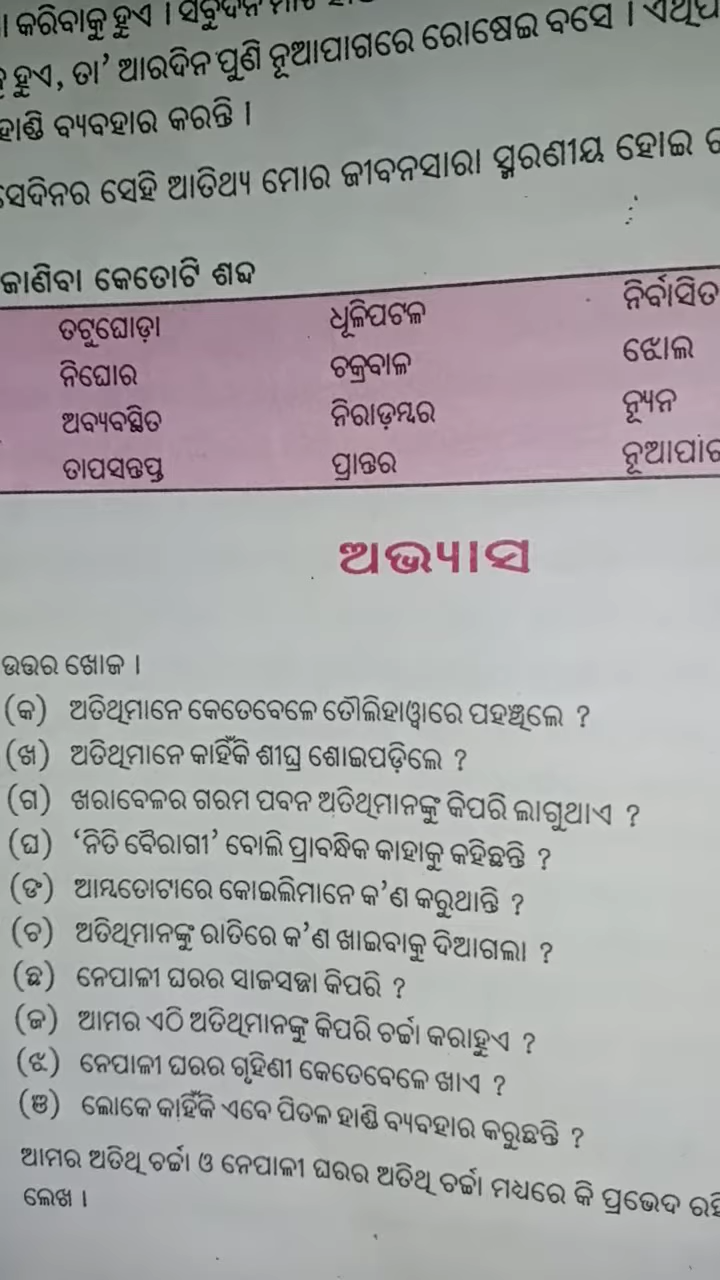 କରିବାକୁ ହୁଏ ।
ହୁଏ, ତା’ ଆରଦିନ ପୁଣି ନୂଆପାଗରେ ରୋଷେଇ ବସେ ।
ହାଣ୍ଡି ବ୍ୟବହାର କରନ୍ତି ।
ସେଦିନର ସେହି ଆତିଥ୍ୟ ମୋର ଜୀବନସାରା ସ୍ମରଣୀୟ ହୋଇ
ଜାଣିବା କେତୋଟି ଶବ୍ଦ
ତଟୁଘୋଡ଼ା ଧୂଳିପଟଳ ନିର୍ବାସିତ
ନିଘୋର ଚକ୍ରବାଳ ଝୋଲ
ଅବ୍ୟବସ୍ଥିତ ନିରାଡ଼ମ୍ବର ନ୍ୟୂନ
ତାପସନ୍ତପ୍ତ ପ୍ରାନ୍ତର
ଅଭ୍ୟାସ
ଉତ୍ତର ଖୋଜ ।
(କ) ଅତିଥିମାନେ କେତେବେଳେ ତୌଲିହାୱାରେ ପହଞ୍ଚିଲେ ?
(ଖ) ଅତିଥିମାନେ କାହିଁକି ଶୀଘ୍ର ଶୋଇପଡ଼ିଲେ ?
(ଗ) ଖରାବେଳର ଗରମ ପବନ ଅତିଥିମାନଙ୍କୁ କିପରି ଲାଗୁଥାଏ ?
(ଘ) ‘ନିତି ବୈରାଗୀ’ ବୋଲି ପ୍ରାବନ୍ଧିକ କାହାକୁ କହିଛନ୍ତି ?
(ଙ) ଆମ୍ବତୋଟାରେ କୋଇଲିମାନେ କ’ଣ କରୁଥାନ୍ତି ?
(ଚ) ଅତିଥିମାନଙ୍କୁ ରାତିରେ କ’ଣ ଖାଇବାକୁ ଦିଆଗଲା ?
(ଛ) ନେପାଳୀ ଘରର ସାଜସଜ୍ଜା କିପରି ?
(ଜ) ଆମର ଏଠି ଅତିଥିମାନଙ୍କୁ କିପରି ଚର୍ଚ୍ଚା କରାହୁଏ ?
(ଝ) ନେପାଳୀ ଘରର ଗୃହିଣୀ କେତେବେଳେ ଖାଏ ?
(ଞ) ଲୋକେ କାହିଁକି ଏବେ ପିତଳ ହାଣ୍ଡି ବ୍ୟବହାର କରୁଛନ୍ତି ?
ଆମର ଅତିଥି ଚର୍ଚ୍ଚା ଓ ନେପାଳୀ ଘରର ଅତିଥି ଚର୍ଚ୍ଚା ମଧ୍ୟରେ କି ପ୍ରଭେଦ
ଲେଖ ।